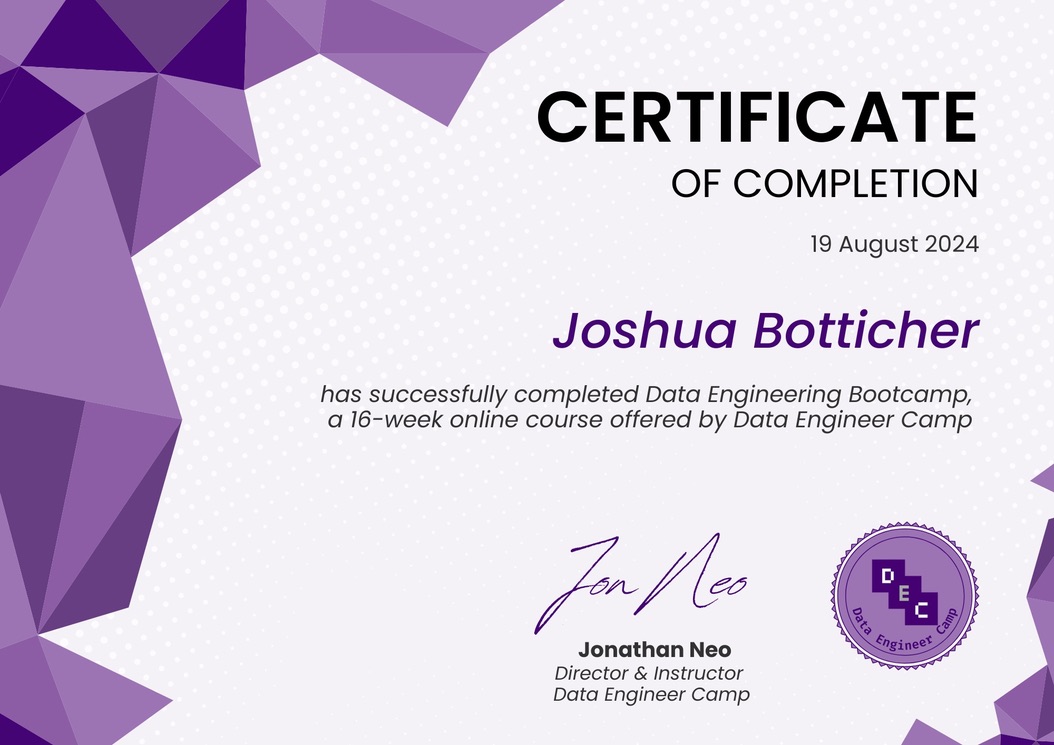 CERTIFICATE
OF COMPLETION
19 August 2024
Joshua Botticher
has successfully completed Data Engineering Bootcamp,
a 16-week online course offered by Data Engineer Camp
Jon Neo
Jonathan Neo
Director & Instructor
Data Engineer Camp
D
E
C
Data Engineer Camp